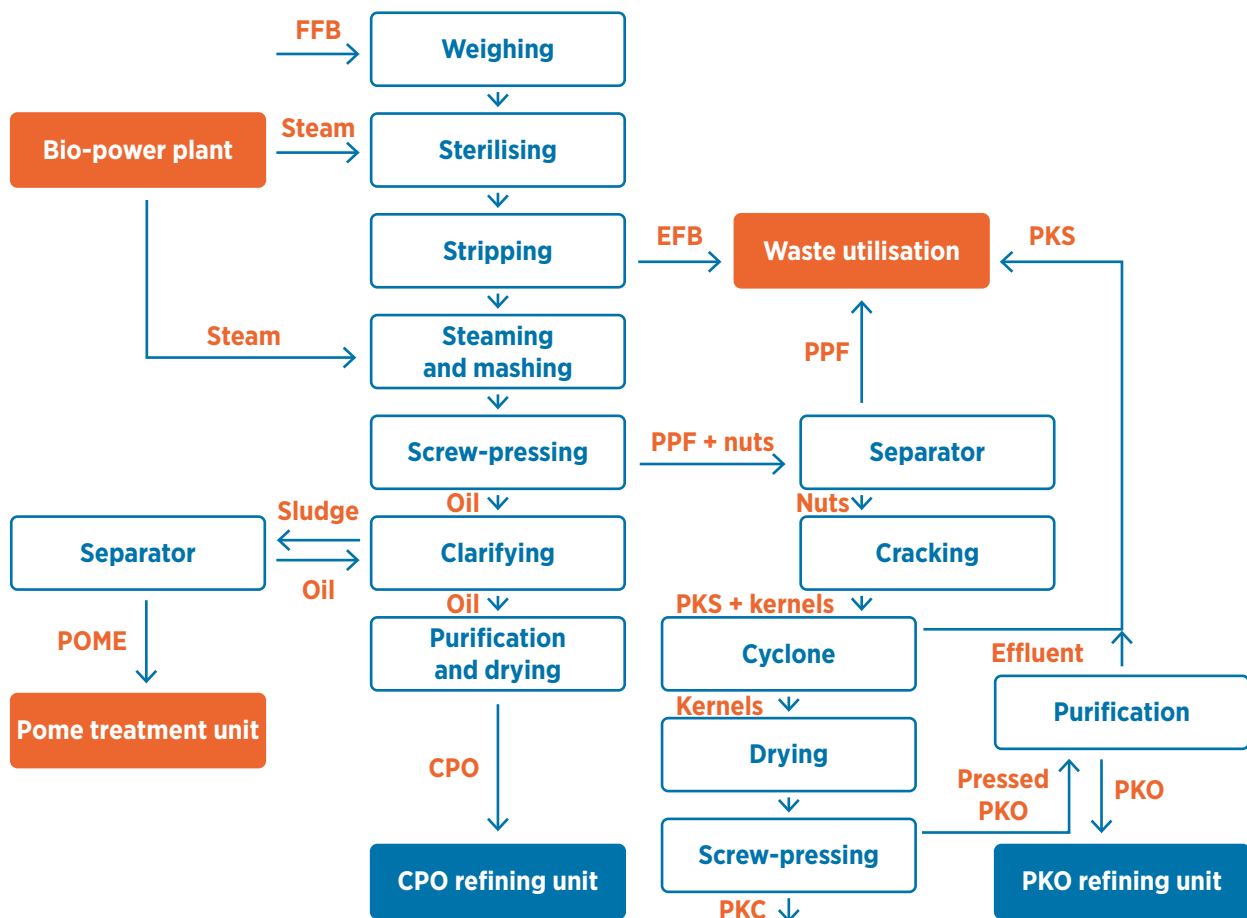 FFB
Weighing
Steam
Bio-power plant
Sterilising
EFB
PKS
Stripping
Waste utilisation
Steam
Steaming
and mashing
PPF
PPF + nuts
Screw-pressing
Separator
Oil
Nuts
Sludge
Separator
Clarifying
Cracking
Oil
Oil
PKS + kernels
POME
Purification
and drying
Cyclone
Effluent
Kernels
Purification
Pome treatment unit
Drying
CPO
Pressed
PKO
PKO
Screw-pressing
CPO refining unit
PKO refining unit
PKC